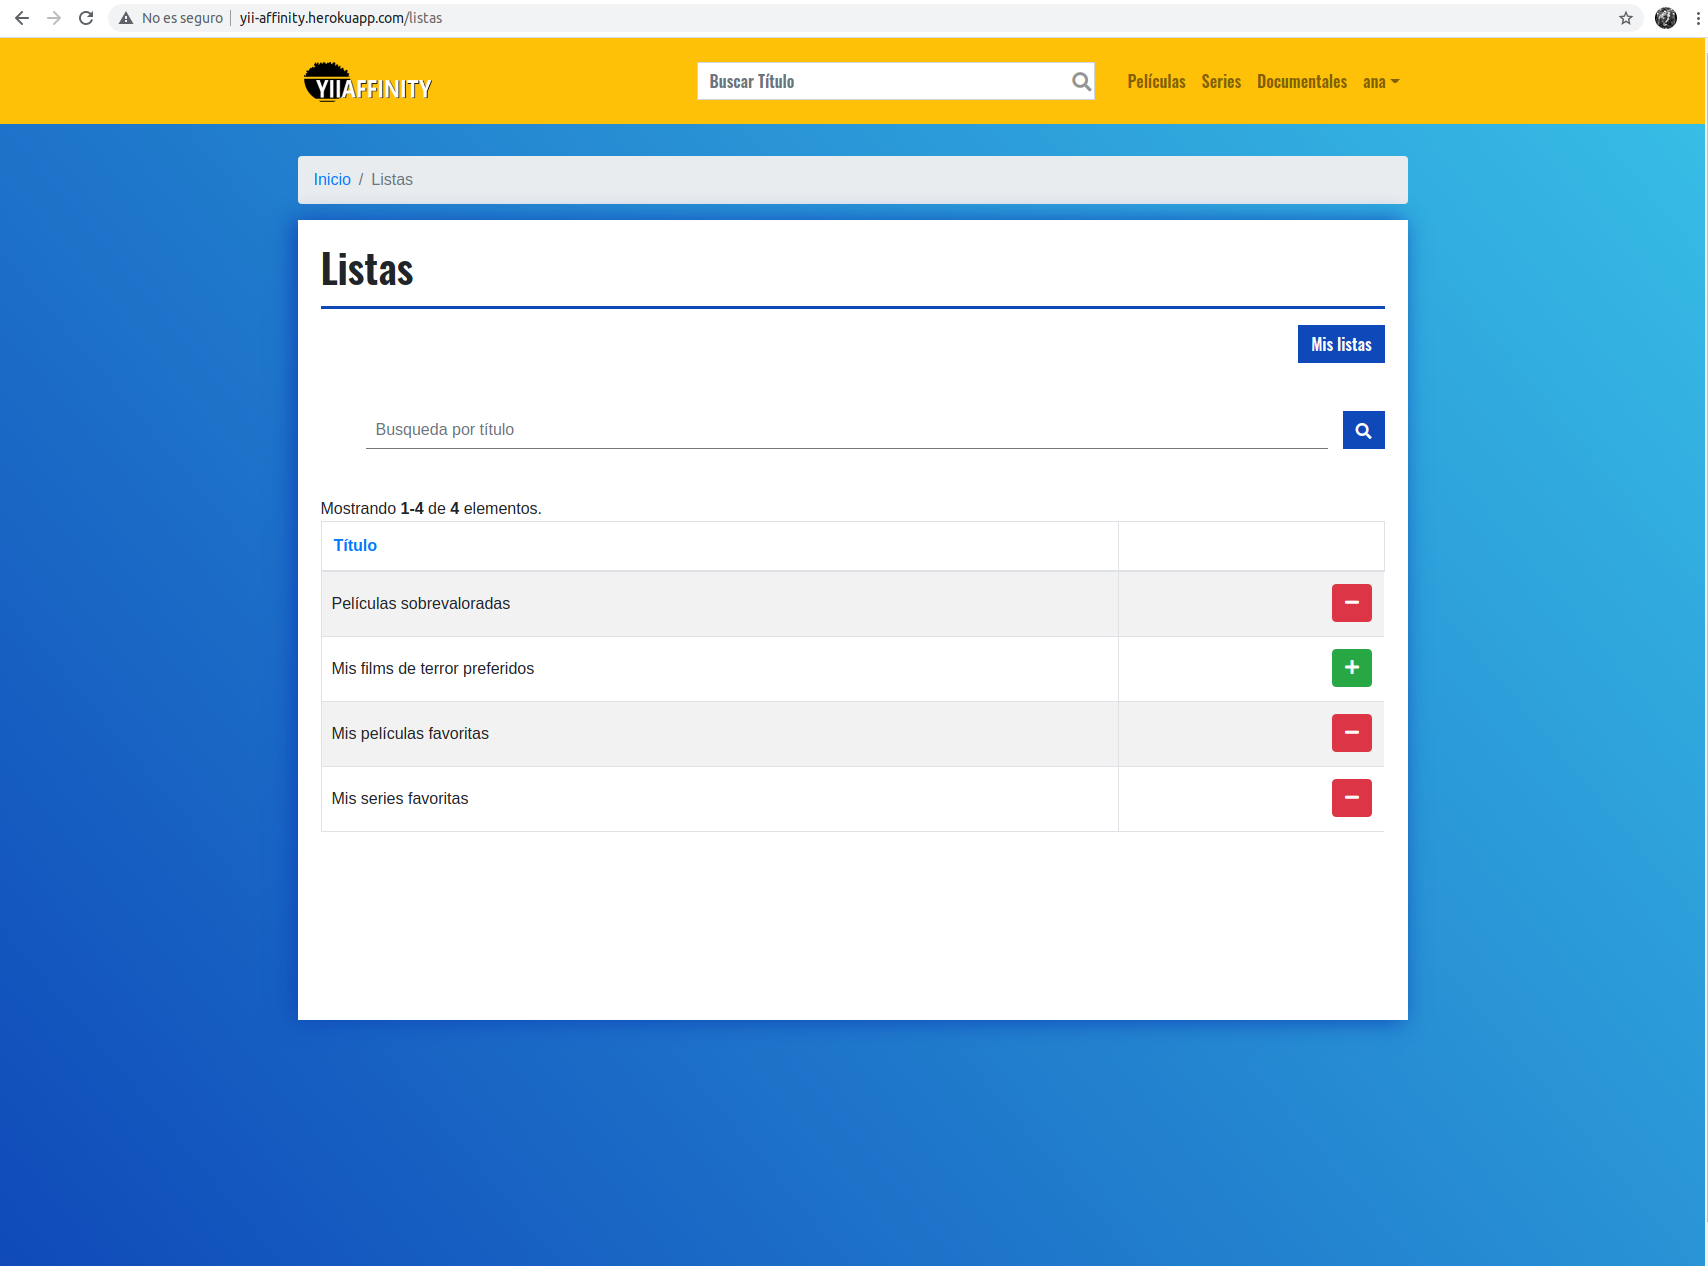 No es seguro yii-affinity.herokuapp.com/listas
YIIAFFINITY
Buscar Título
Películas Series Documentales ana
Inicio / Listas
Listas
Mis listas
Busqueda por título
Mostrando 1-4 de 4 elementos.
Título
Películas sobrevaloradas
Mis films de terror preferidos
Mis películas favoritas
Mis series favoritas